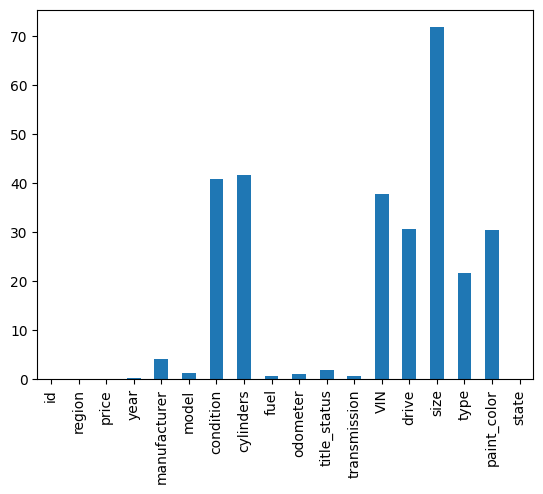 70
60
50
40
30
20
10
0
id
region
price
year
manufacturer
model
condition
cylinders
fuel
odometer
title_status
transmission
VIN
drive
size
type
paint_color
state